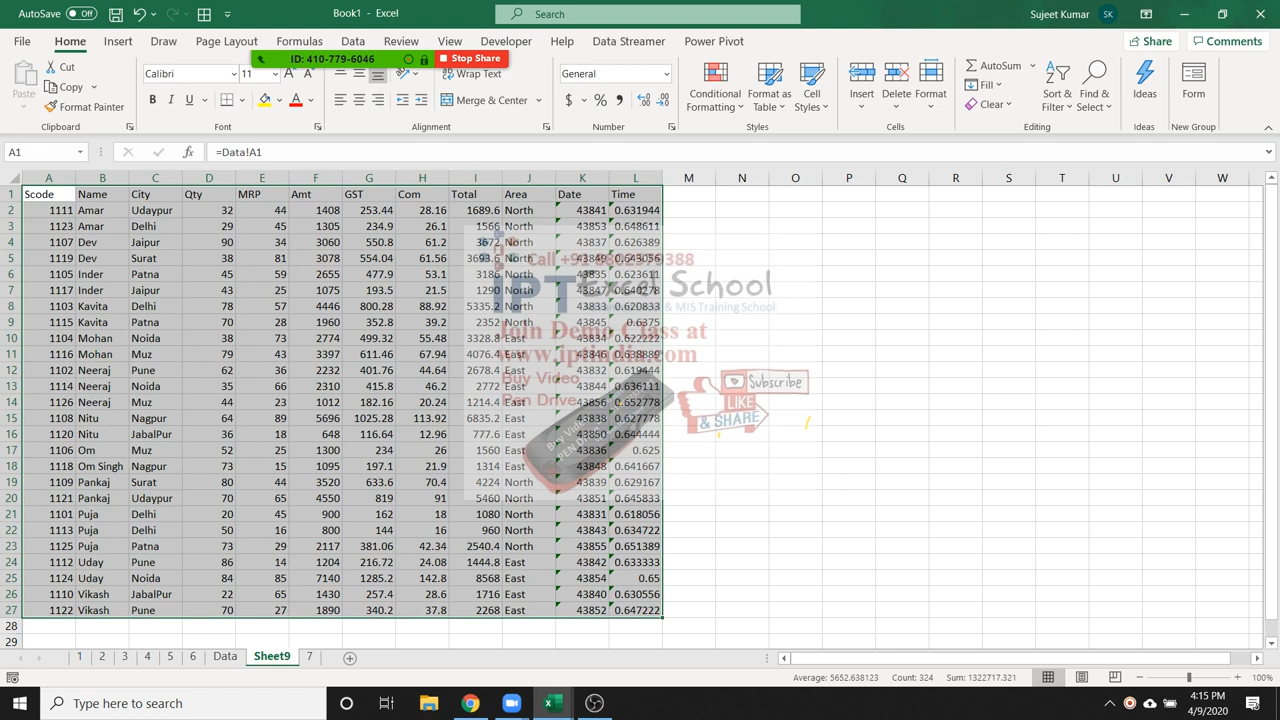 AutoSave Off Book1 - Excel Search Sujeet Kumar SK
File Home Insert Draw Page Layout Formulas Data Review View Developer Help Data Streamer Power Pivot Share Comments
ID: 410-779-6046 Stop Share
Paste Cut Copy Format Painter Calibri 11 Wrap Text Merge & Center General Conditional Formatting Format as Table Cell Styles Insert Delete Format AutoSum Fill Clear Sort & Filter Find & Select Ideas Form
Clipboard Font Alignment Number Styles Cells Editing Ideas New Group
A1 =Data!A1
A B C D E F G H I J K L M N O P Q R S T U V W
1 Scode Name City Qty MRP Amt GST Com Total Area Date Time
2 1111 Amar Udaypur 32 44 1408 253.44 28.16 1689.6 North 43841 0.631944
3 1123 Amar Delhi 29 45 1305 234.9 26.1 1566 North 43853 0.648611
4 1107 Dev Jaipur 90 34 3060 550.8 61.2 3672 North 43837 0.626389
5 1119 Dev Surat 38 81 3078 554.04 61.56 3693.6 North 43849 0.643056
6 1105 Inder Patna 45 59 2655 477.9 53.1 3186 North 43835 0.623611
7 1117 Inder Jaipur 43 25 1075 193.5 21.5 1290 North 43847 0.640278
8 1103 Kavita Delhi 78 57 4446 800.28 88.92 5335.2 North 43833 0.620833
9 1115 Kavita Patna 70 28 1960 352.8 39.2 2352 North 43845 0.6375
10 1104 Mohan Noida 38 73 2774 499.32 55.48 3328.8 East 43834 0.622222
11 1116 Mohan Muz 79 43 3397 611.46 67.94 4076.4 East 43846 0.638889
12 1102 Neeraj Pune 62 36 2232 401.76 44.64 2678.4 East 43832 0.619444
13 1114 Neeraj Noida 35 66 2310 415.8 46.2 2772 East 43844 0.636111
14 1126 Neeraj Muz 44 23 1012 182.16 20.24 1214.4 East 43856 0.652778
15 1108 Nitu Nagpur 64 89 5696 1025.28 113.92 6835.2 East 43838 0.627778
16 1120 Nitu JabalPur 36 18 648 116.64 12.96 777.6 East 43850 0.644444
17 1106 Om Muz 52 25 1300 234 26 1560 East 43836 0.625
18 1118 Om Singh Nagpur 73 15 1095 197.1 21.9 1314 East 43848 0.641667
19 1109 Pankaj Surat 80 44 3520 633.6 70.4 4224 North 43839 0.629167
20 1121 Pankaj Udaypur 70 65 4550 819 91 5460 North 43851 0.645833
21 1101 Puja Delhi 20 45 900 162 18 1080 North 43831 0.618056
22 1113 Puja Delhi 50 16 800 144 16 960 North 43843 0.634722
23 1125 Puja Patna 73 29 2117 381.06 42.34 2540.4 North 43855 0.651389
24 1112 Uday Pune 86 14 1204 216.72 24.08 1444.8 East 43842 0.633333
25 1124 Uday Noida 84 85 7140 1285.2 142.8 8568 East 43854 0.65
26 1110 Vikash JabalPur 22 65 1430 257.4 28.6 1716 East 43840 0.630556
27 1122 Vikash Pune 70 27 1890 340.2 37.8 2268 East 43852 0.647222
28
29
iPT Excel School
& MIS Training School
Join Demo Class at
www.iptindia.com
Buy Video
Pen Drive
Subscribe
LIKE
& SHARE
1 2 3 4 5 6 Data Sheet9 7
Average: 5652.638123 Count: 324 Sum: 1322717.321 100%
Type here to search 4:15 PM
4/9/2020